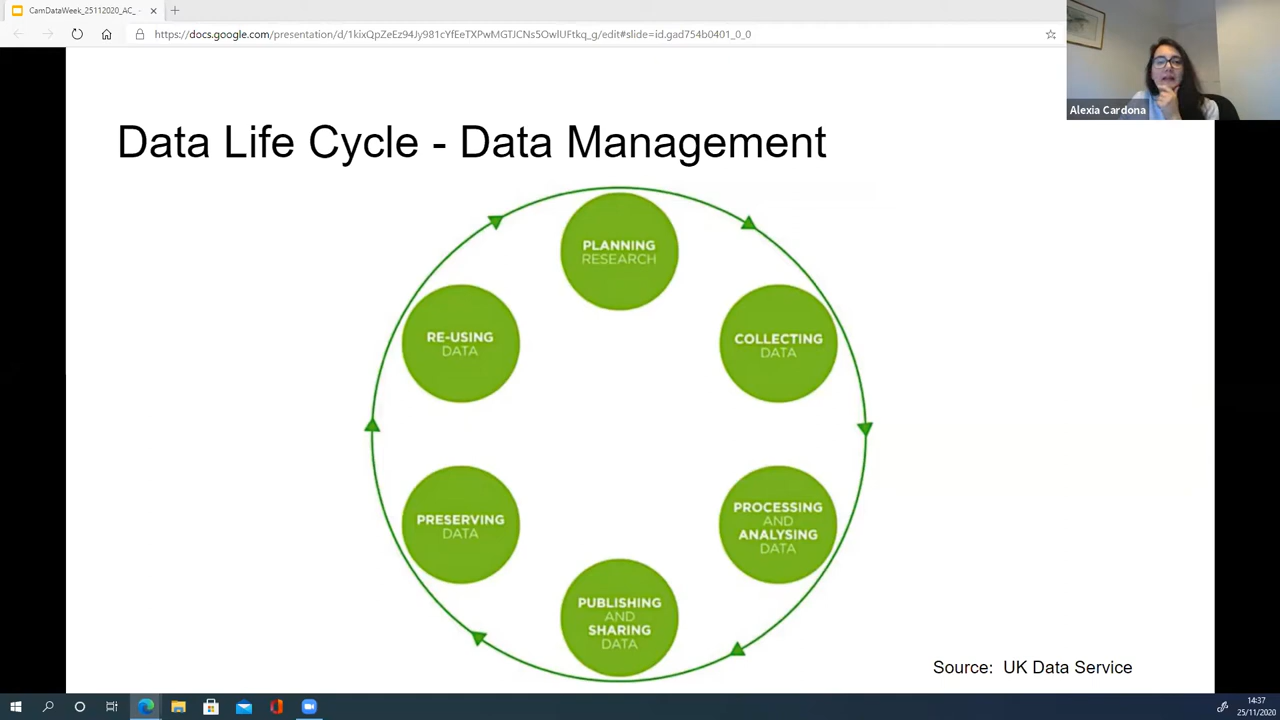 CamDataWeek_25112020_AC_
https://docs.google.com/presentation/d/1kixQpZeEz94Jy981cYfEeTXPwMGTJCNs5OwlUFtkq_g/edit#slide=id.gad754b0401_0_0
Alexia Cardona
Data Life Cycle - Data Management
PLANNING
RESEARCH
COLLECTING
DATA
PROCESSING
AND
ANALYSING
DATA
PUBLISHING
AND
SHARING
DATA
PRESERVING
DATA
RE-USING
DATA
Source: UK Data Service
14:37
25/11/2020